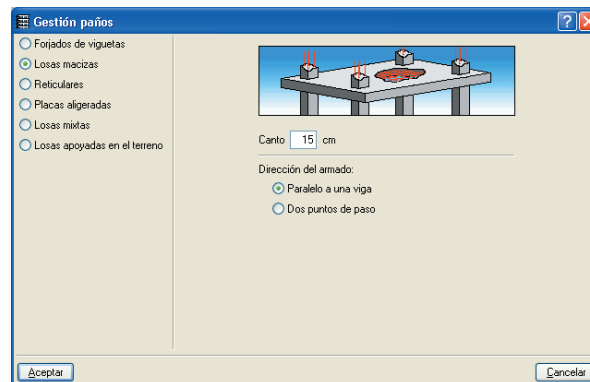 Gestión paños
Forjados de viguetas
Losas macizas
Reticulares
Placas aligeradas
Losas mixtas
Losas apoyadas en el terreno
Canto 15 cm
Dirección del armado:
Paralelo a una viga
Dos puntos de paso
Aceptar
Cancelar